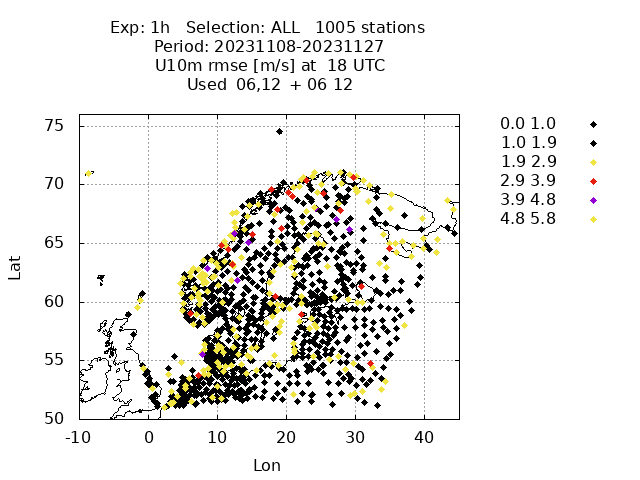 Exp: 1h   Selection: ALL   1005 stations
Period: 20231108-20231127
U10m rmse [m/s] at  18 UTC
Used  06,12  + 06 12
75
70
65
60
55
50
-10 0 10 20 30 40
Lat
Lon
0.0 1.0
1.0 1.9
1.9 2.9
2.9 3.9
3.9 4.8
4.8 5.8